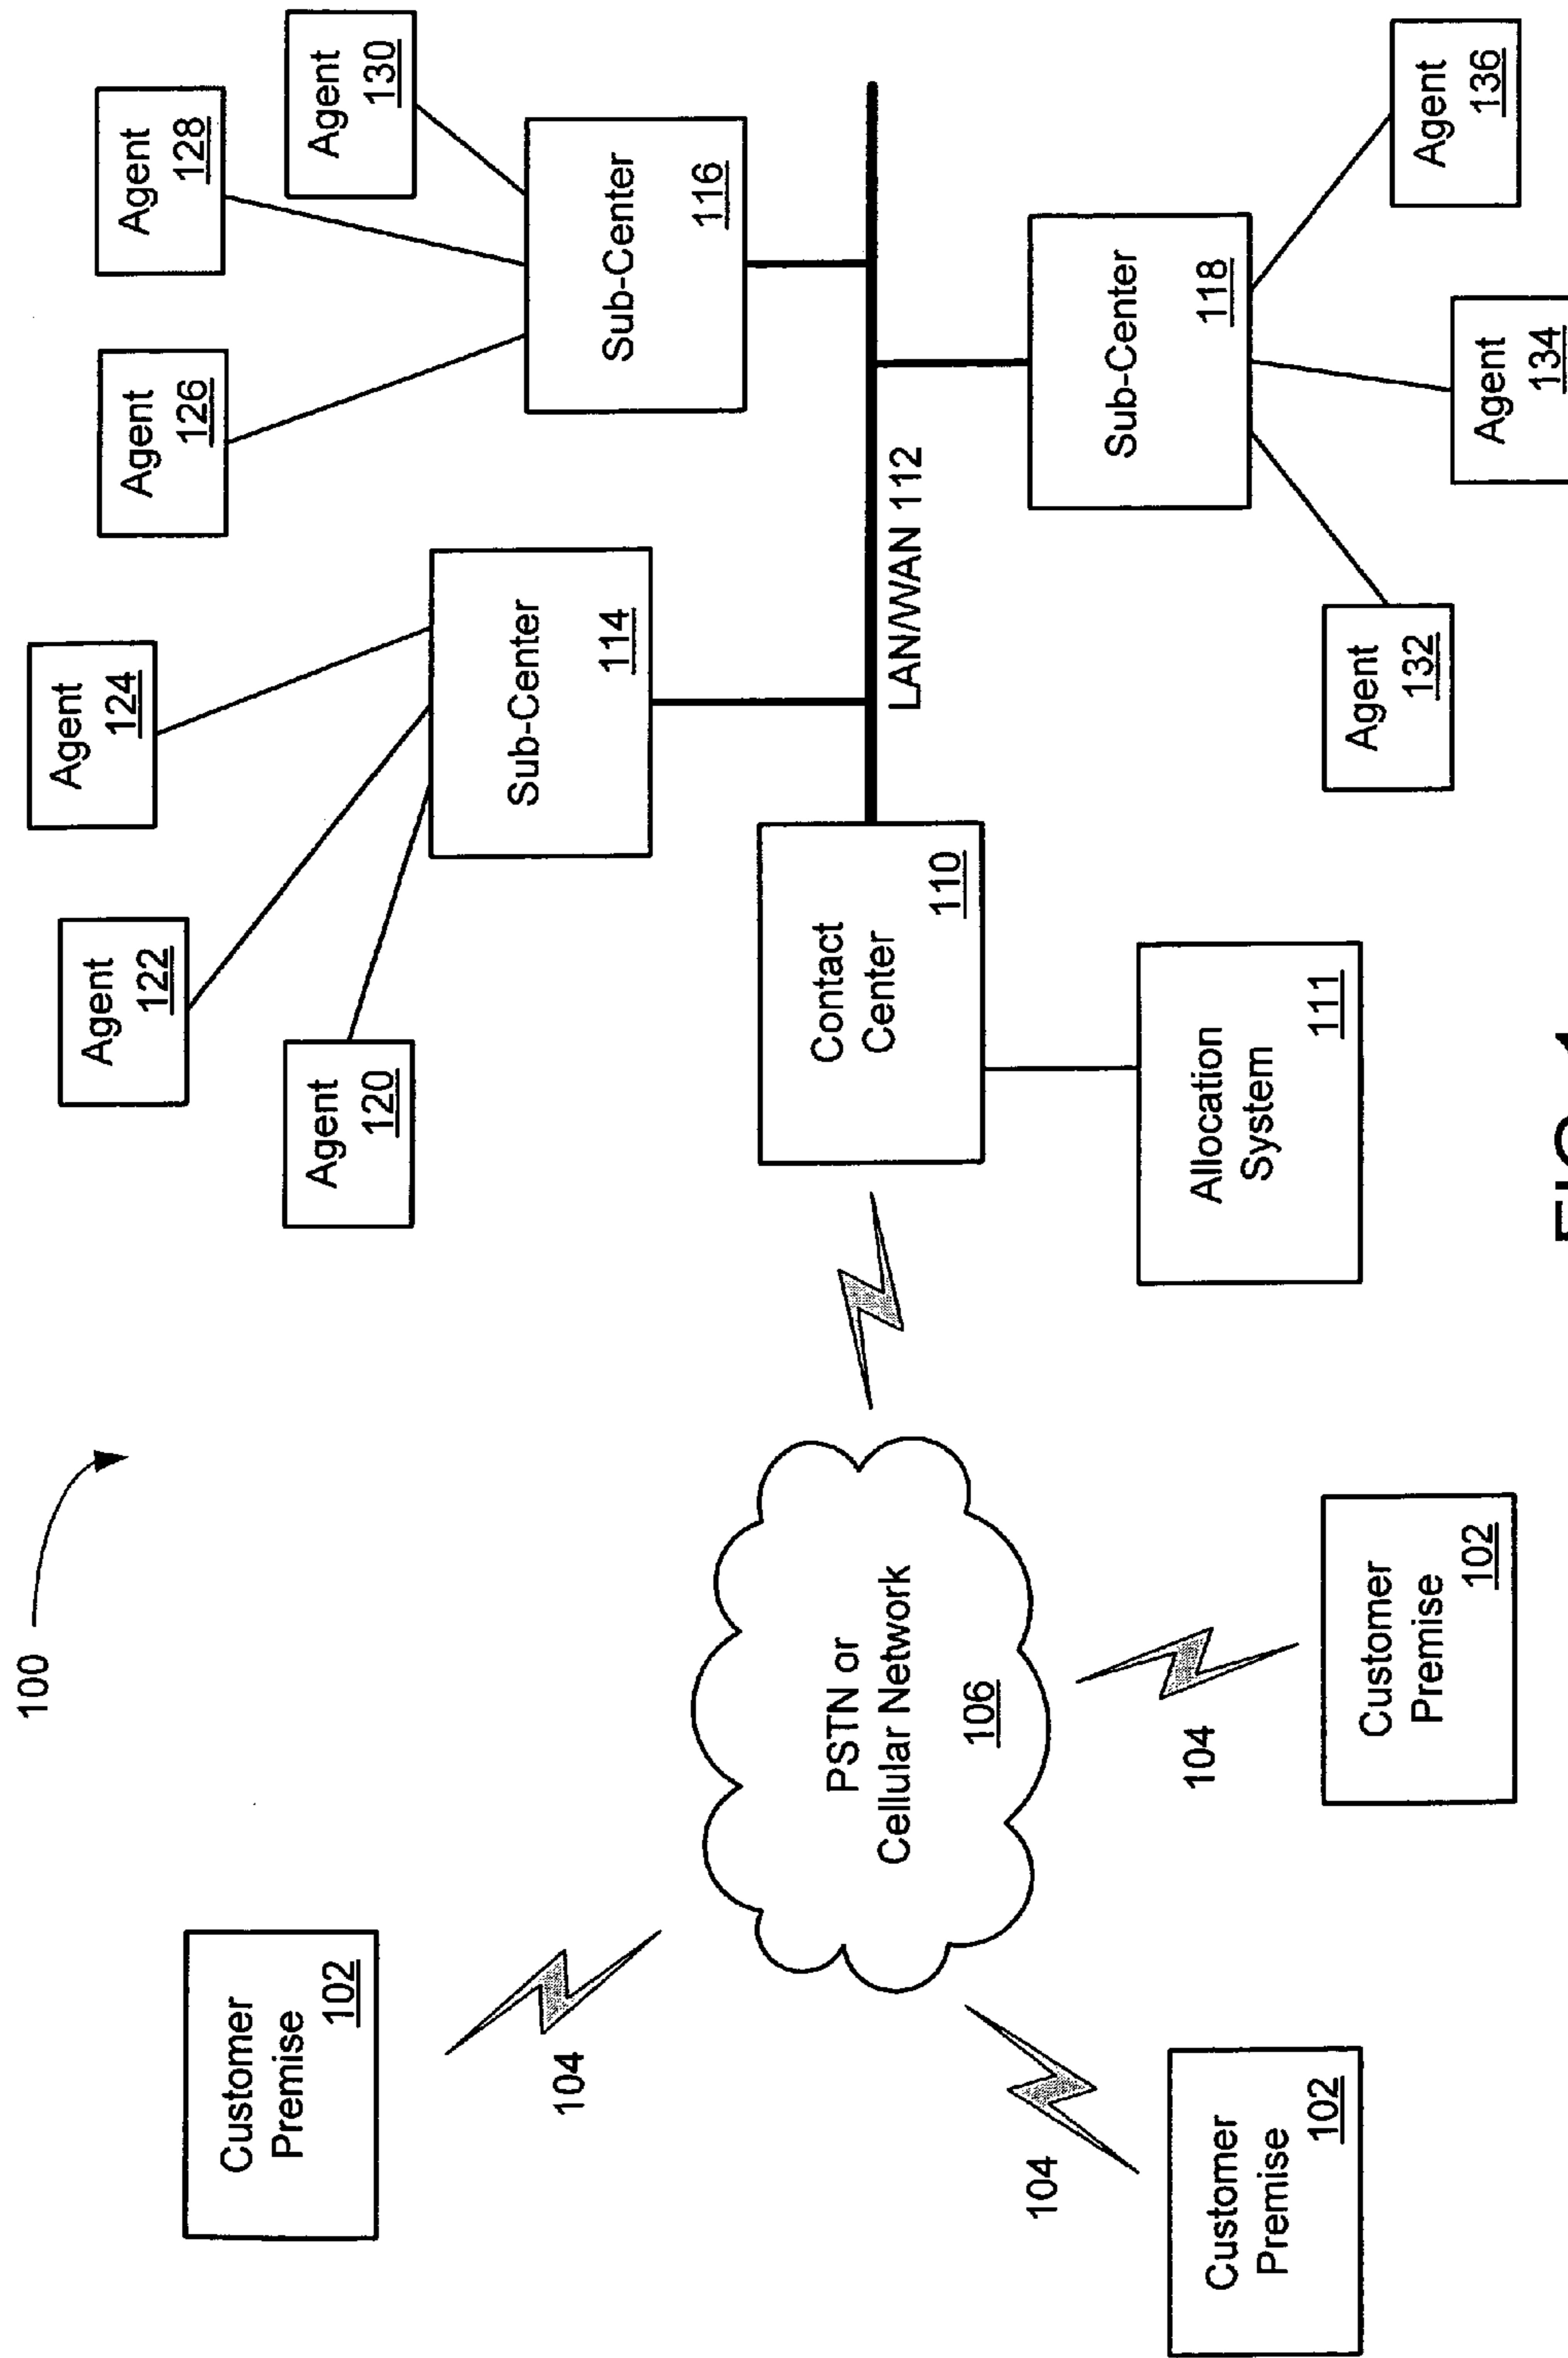 100
Agent
124
Agent
122
Agent
120
Agent
126
Agent
128
Agent
130
Sub-Center
114
Sub-Center
116
Customer
Premise
102
104
PSTN or
Cellular Network
106
Contact
Center
110
LAN/WAN 112
Sub-Center
118
Allocation
System
111
104
Customer
Premise
102
104
Customer
Premise
102
Agent
132
Agent
134
Agent
136